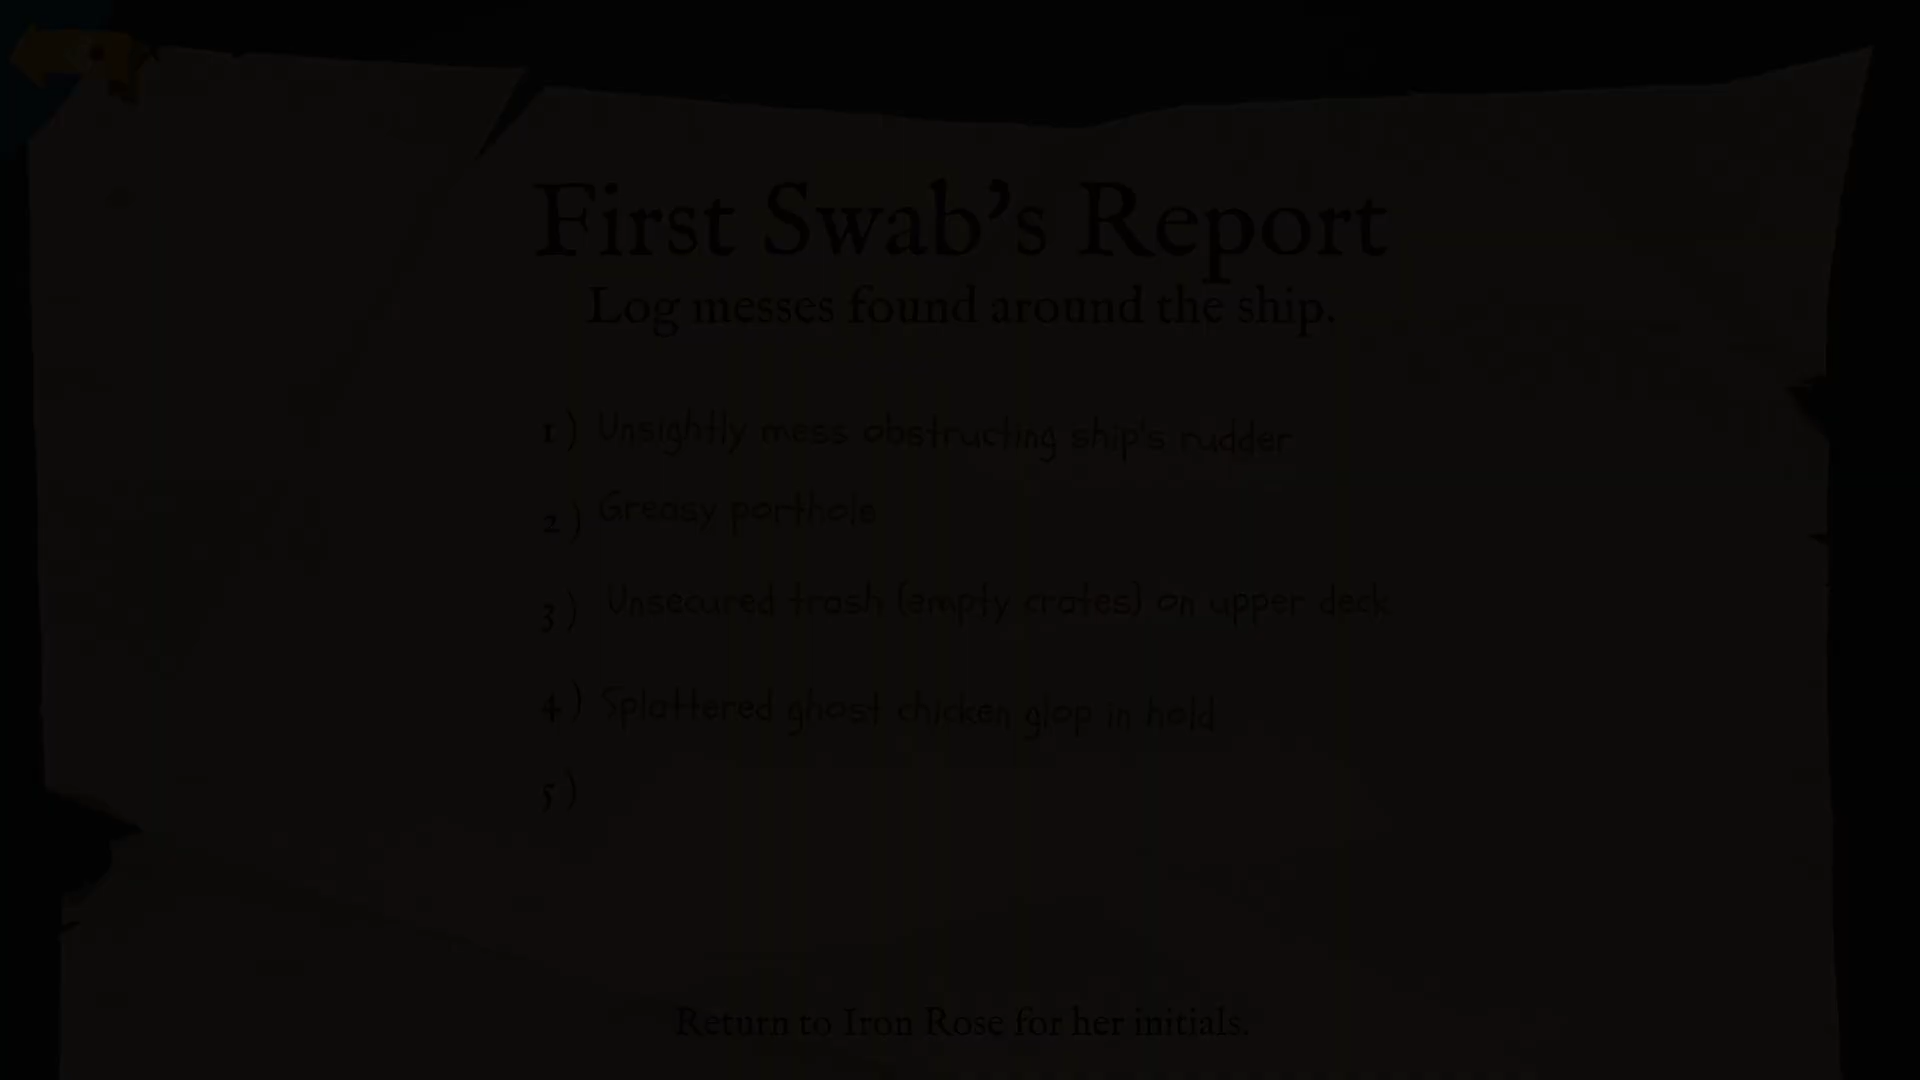 First Swab's Report
Log messes found around the ship.
1) Unsightly mess obstructing ship's rudder
2) Greasy porthole
3) Unsecured trash (empty crates) on upper deck
4) Splattered ghost chicken glop in hold
5)
Return to Iron Rose for her initials.